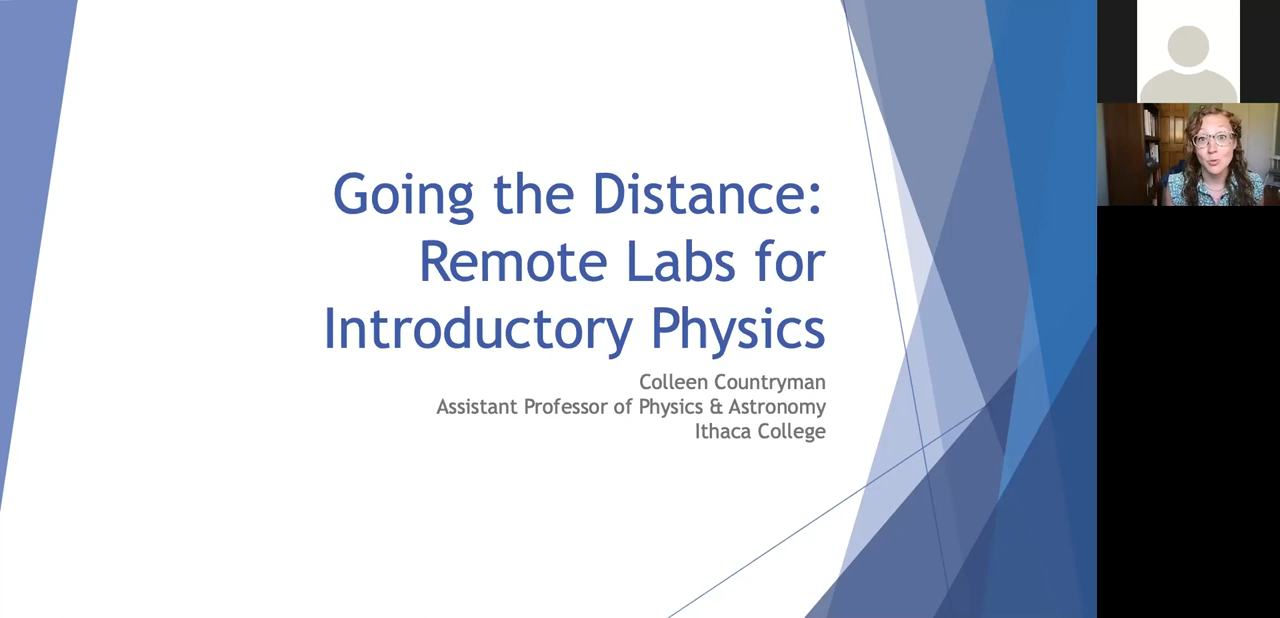 Going the Distance:
Remote Labs for
Introductory Physics
Colleen Countryman
Assistant Professor of Physics & Astronomy
Ithaca College